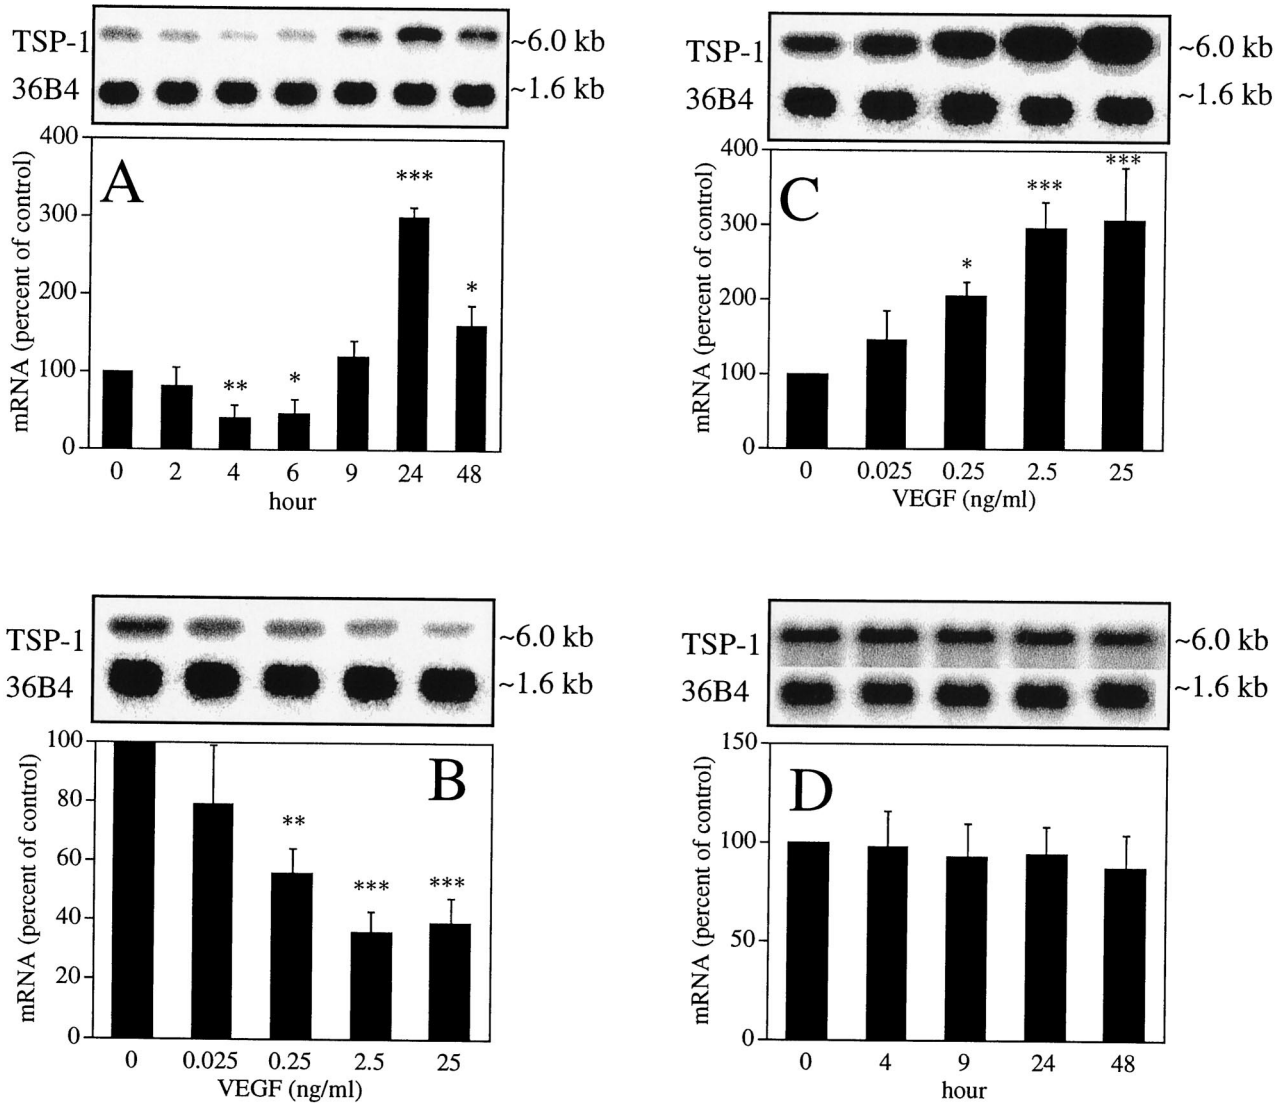 TSP-1
~6.0 kb
36B4
~1.6 kb
400
300
200
100
0
mRNA (percent of control)
A
**
*
***
*
0 2 4 6 9 24 48
hour
TSP-1
~6.0 kb
36B4
~1.6 kb
400
300
200
100
0
mRNA (percent of control)
C
*
***
***
0 0.025 0.25 2.5 25
VEGF (ng/ml)
TSP-1
~6.0 kb
36B4
~1.6 kb
100
80
60
40
20
0
mRNA (percent of control)
B
**
***
***
0 0.025 0.25 2.5 25
VEGF (ng/ml)
TSP-1
~6.0 kb
36B4
~1.6 kb
150
100
50
0
mRNA (percent of control)
D
0 4 9 24 48
hour